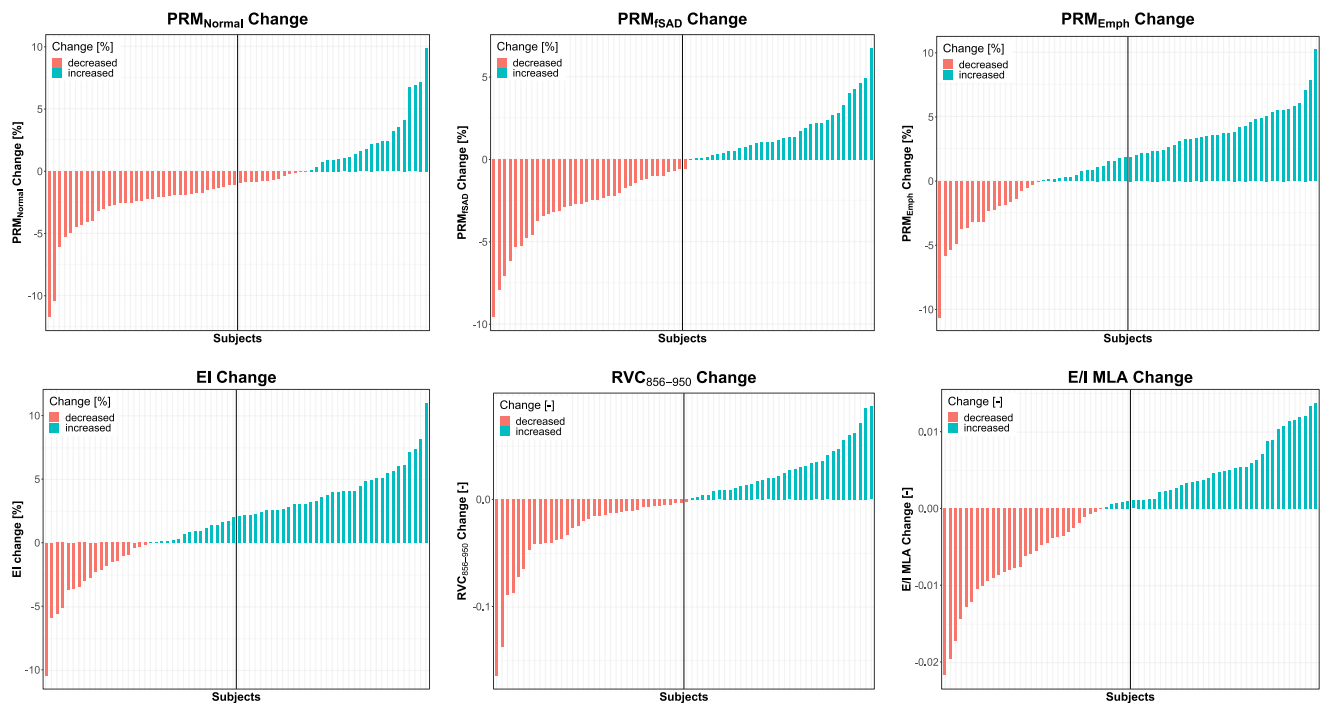 PRMNormal Change
PRMNormal Change [%]
Change [%]
decreased
increased
10
5
0
-5
-10
Subjects
PRMfSAD Change
PRMfSAD Change [%]
Change [%]
decreased
increased
5
0
-5
-10
Subjects
PRMEmph Change
PRMEmph Change [%]
Change [%]
decreased
increased
10
5
0
-5
-10
Subjects
EI Change
EI change [%]
Change [%]
decreased
increased
10
5
0
-5
-10
Subjects
RVC856–950 Change
RVC856–950 Change [-]
Change [-]
decreased
increased
0.0
-0.1
Subjects
E/I MLA Change
E/I MLA Change [-]
Change [-]
decreased
increased
0.01
0.00
-0.01
-0.02
Subjects